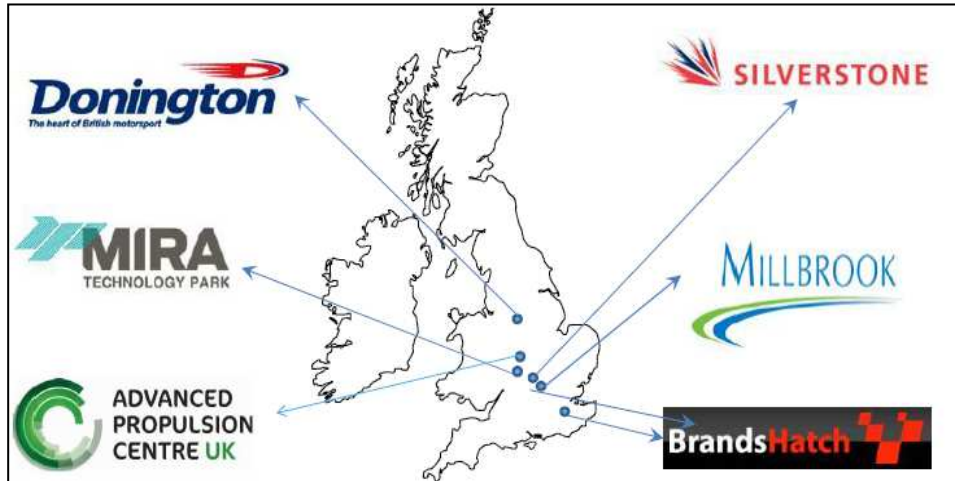 Donington
The heart of British motorsport
SILVERSTONE
MIRA
TECHNOLOGY PARK
MILLBROOK
ADVANCED
PROPULSION
CENTRE UK
BrandsHatch